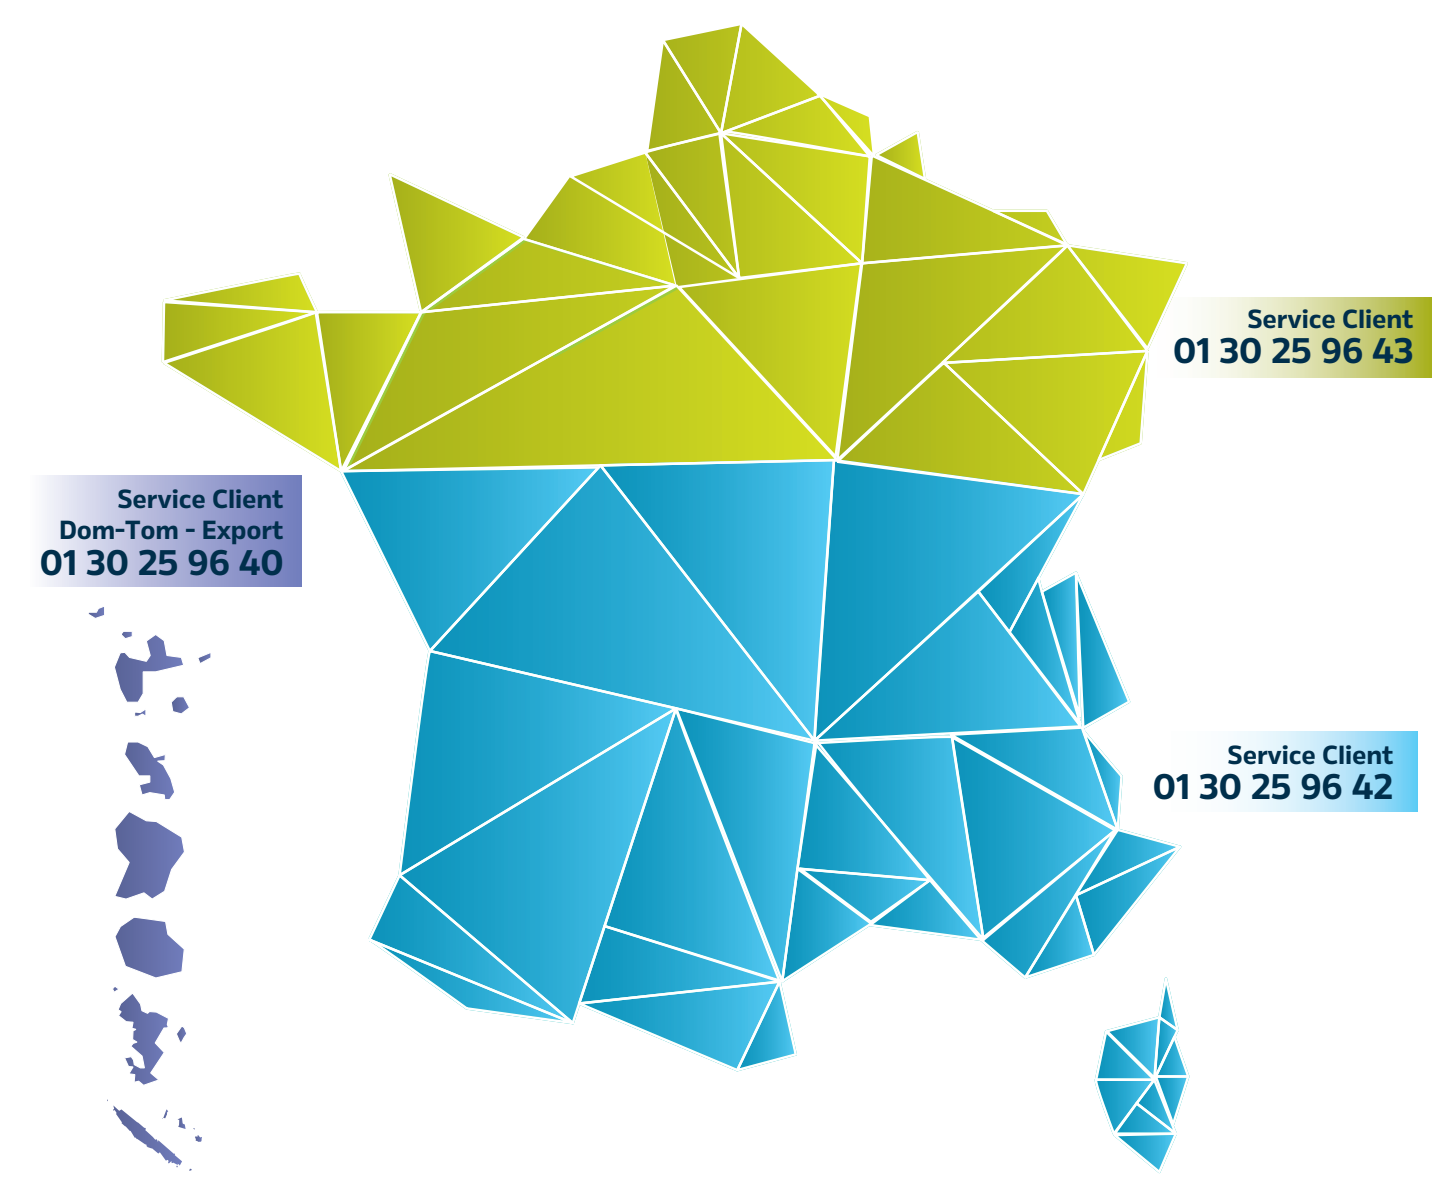 Service Client
01 30 25 96 43
Service Client
Dom-Tom - Export
01 30 25 96 40
Service Client
01 30 25 96 42